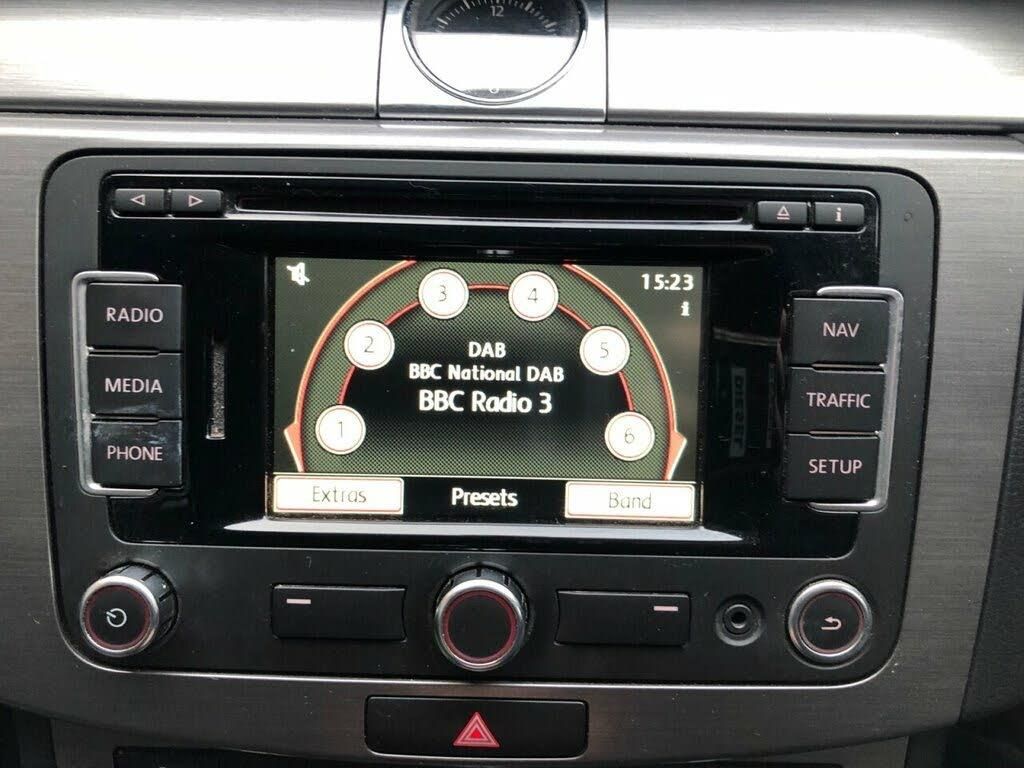 12
i
15:23
i
3
4
2
5
DAB
BBC National DAB
BBC Radio 3
1
6
Extras
Presets
Band
RADIO
MEDIA
PHONE
NAV
TRAFFIC
SETUP